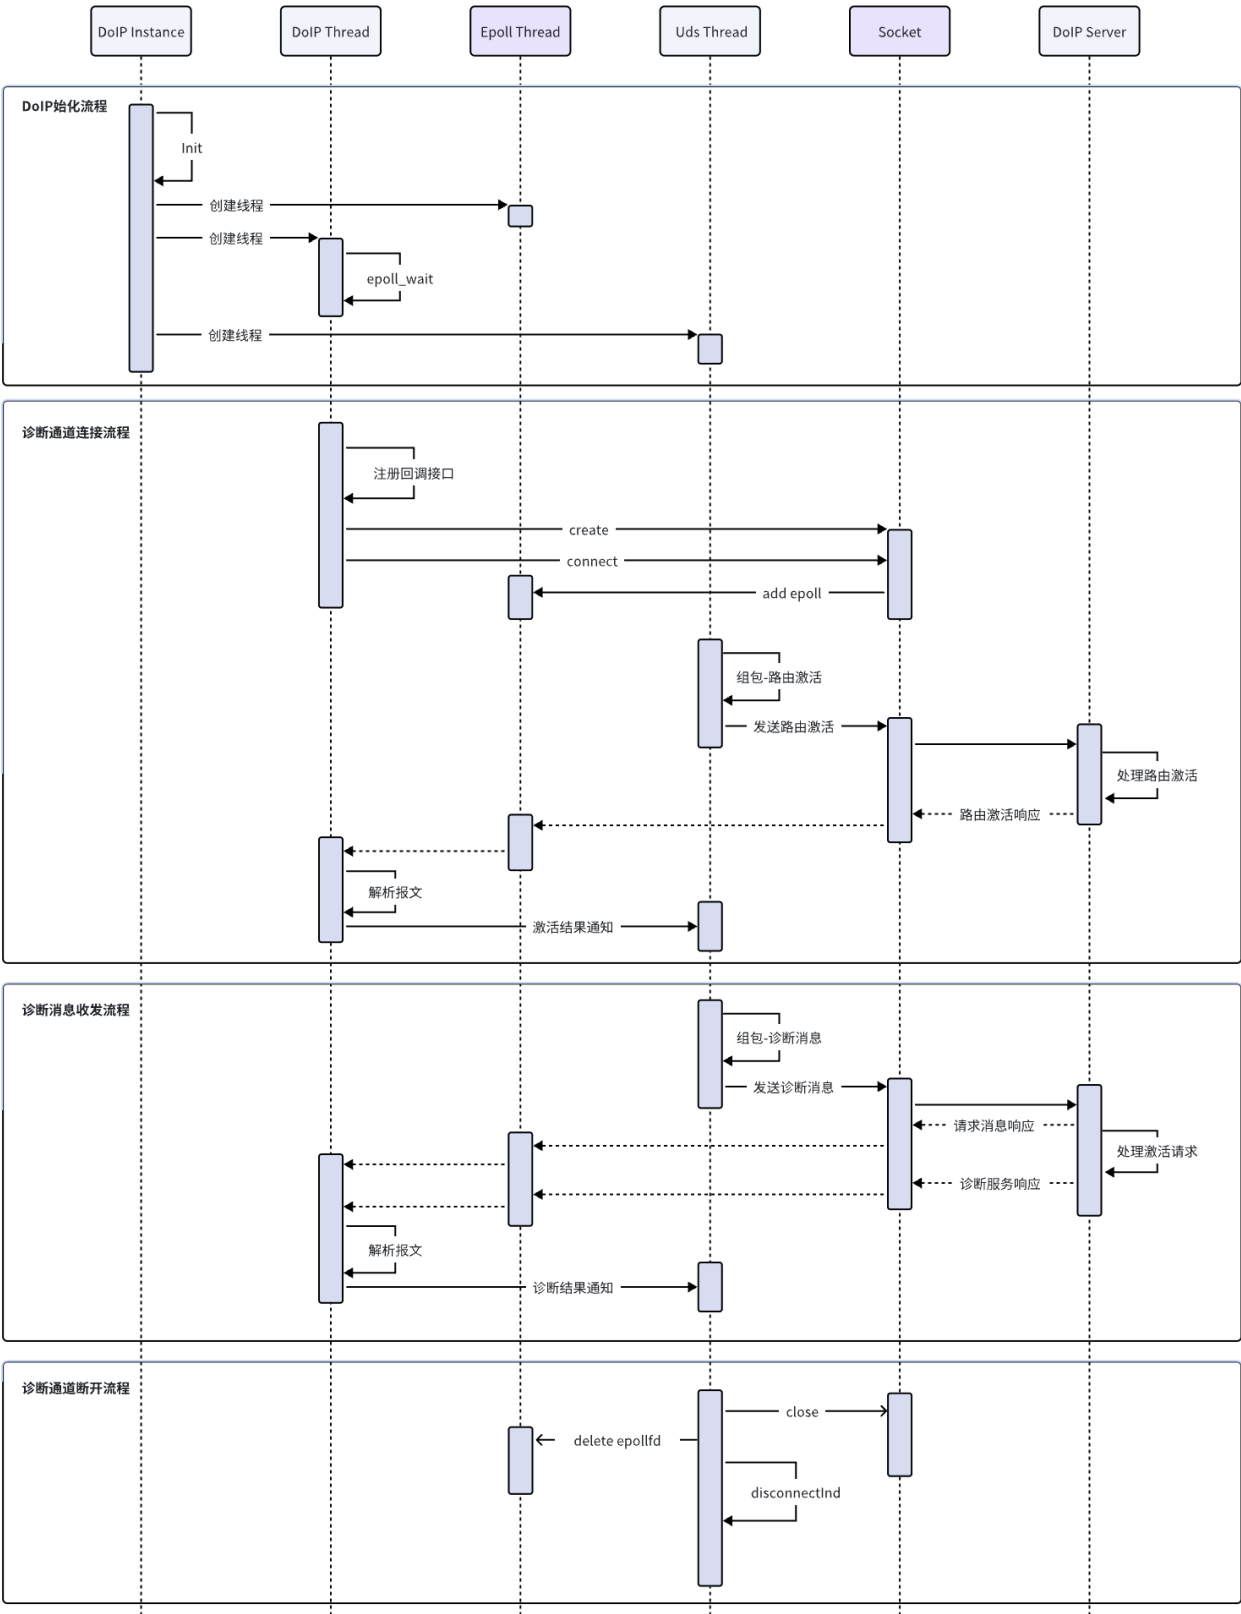 DoIP Instance
DoIP Thread
Epoll Thread
Uds Thread
Socket
DoIP Server
DoIP始化流程
Init
创建线程
创建线程
epoll_wait
创建线程
诊断通道连接流程
注册回调接口
create
connect
add epoll
组包-路由激活
发送路由激活
处理路由激活
路由激活响应
解析报文
激活结果通知
诊断消息收发流程
组包-诊断消息
发送诊断消息
请求消息响应
处理激活请求
诊断服务响应
解析报文
诊断结果通知
诊断通道断开流程
close
delete epollfd
disconnectInd